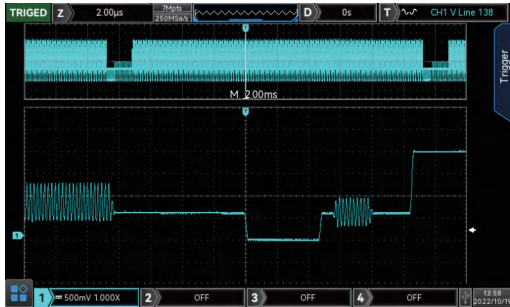 TRIGED Z 2.00μs 7Mpts D 0s T CH1 V Line 138
250MSa/s
Trigger
M 2.00ms
1
1 500mV 1.000X 2 OFF 3 OFF 4 OFF 13:58
2022/10/19